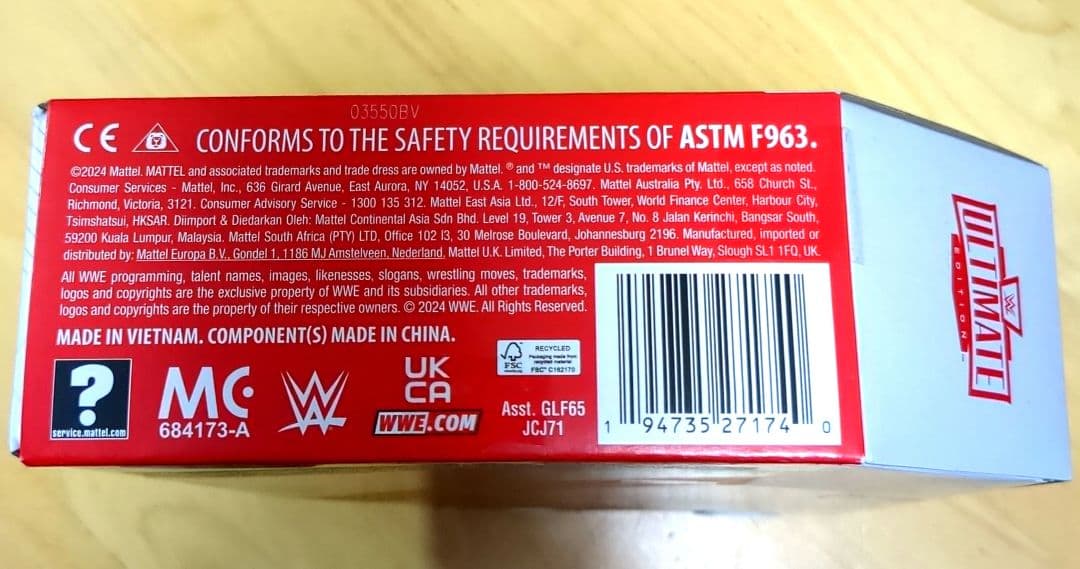 03550BV
CE CONFORMS TO THE SAFETY REQUIREMENTS OF ASTM F963.
©2024 Mattel. MATTEL and associated trademarks and trade dress are owned by Mattel. ® and ™ designate U.S. trademarks of Mattel, except as noted.
Consumer Services - Mattel, Inc., 636 Girard Avenue, East Aurora, NY 14052, U.S.A. 1-800-524-8697. Mattel Australia Pty. Ltd., 658 Church St.,
Richmond, Victoria, 3121. Consumer Advisory Service - 1300 135 312. Mattel East Asia Ltd., 12/F, South Tower, World Finance Center, Harbour City,
Tsimshatsui, HKSAR. Diimport & Diedarkan Oleh: Mattel Continental Asia Sdn Bhd. Level 19, Tower 3, Avenue 7, No. 8 Jalan Kerinchi, Bangsar South,
59200 Kuala Lumpur, Malaysia. Mattel South Africa (PTY) LTD, Office 102 I3, 30 Melrose Boulevard, Johannesburg 2196. Manufactured, imported or
distributed by: Mattel Europa B.V., Gondel 1, 1186 MJ Amstelveen, Nederland. Mattel U.K. Limited, The Porter Building, 1 Brunel Way, Slough SL1 1FQ, UK.
All WWE programming, talent names, images, likenesses, slogans, wrestling moves, trademarks,
logos and copyrights are the exclusive property of WWE and its subsidiaries. All other trademarks,
logos and copyrights are the property of their respective owners. © 2024 WWE. All Rights Reserved.
MADE IN VIETNAM. COMPONENT(S) MADE IN CHINA.
?
service.mattel.com
MC
684173-A
W
UK
CA
WWE.COM
FSC
RECYCLED
Packaging made from
recycled material
FSC® C162170
Asst. GLF65
JCJ71
1 94735 27174 0
ULTIMATE
EDITION™